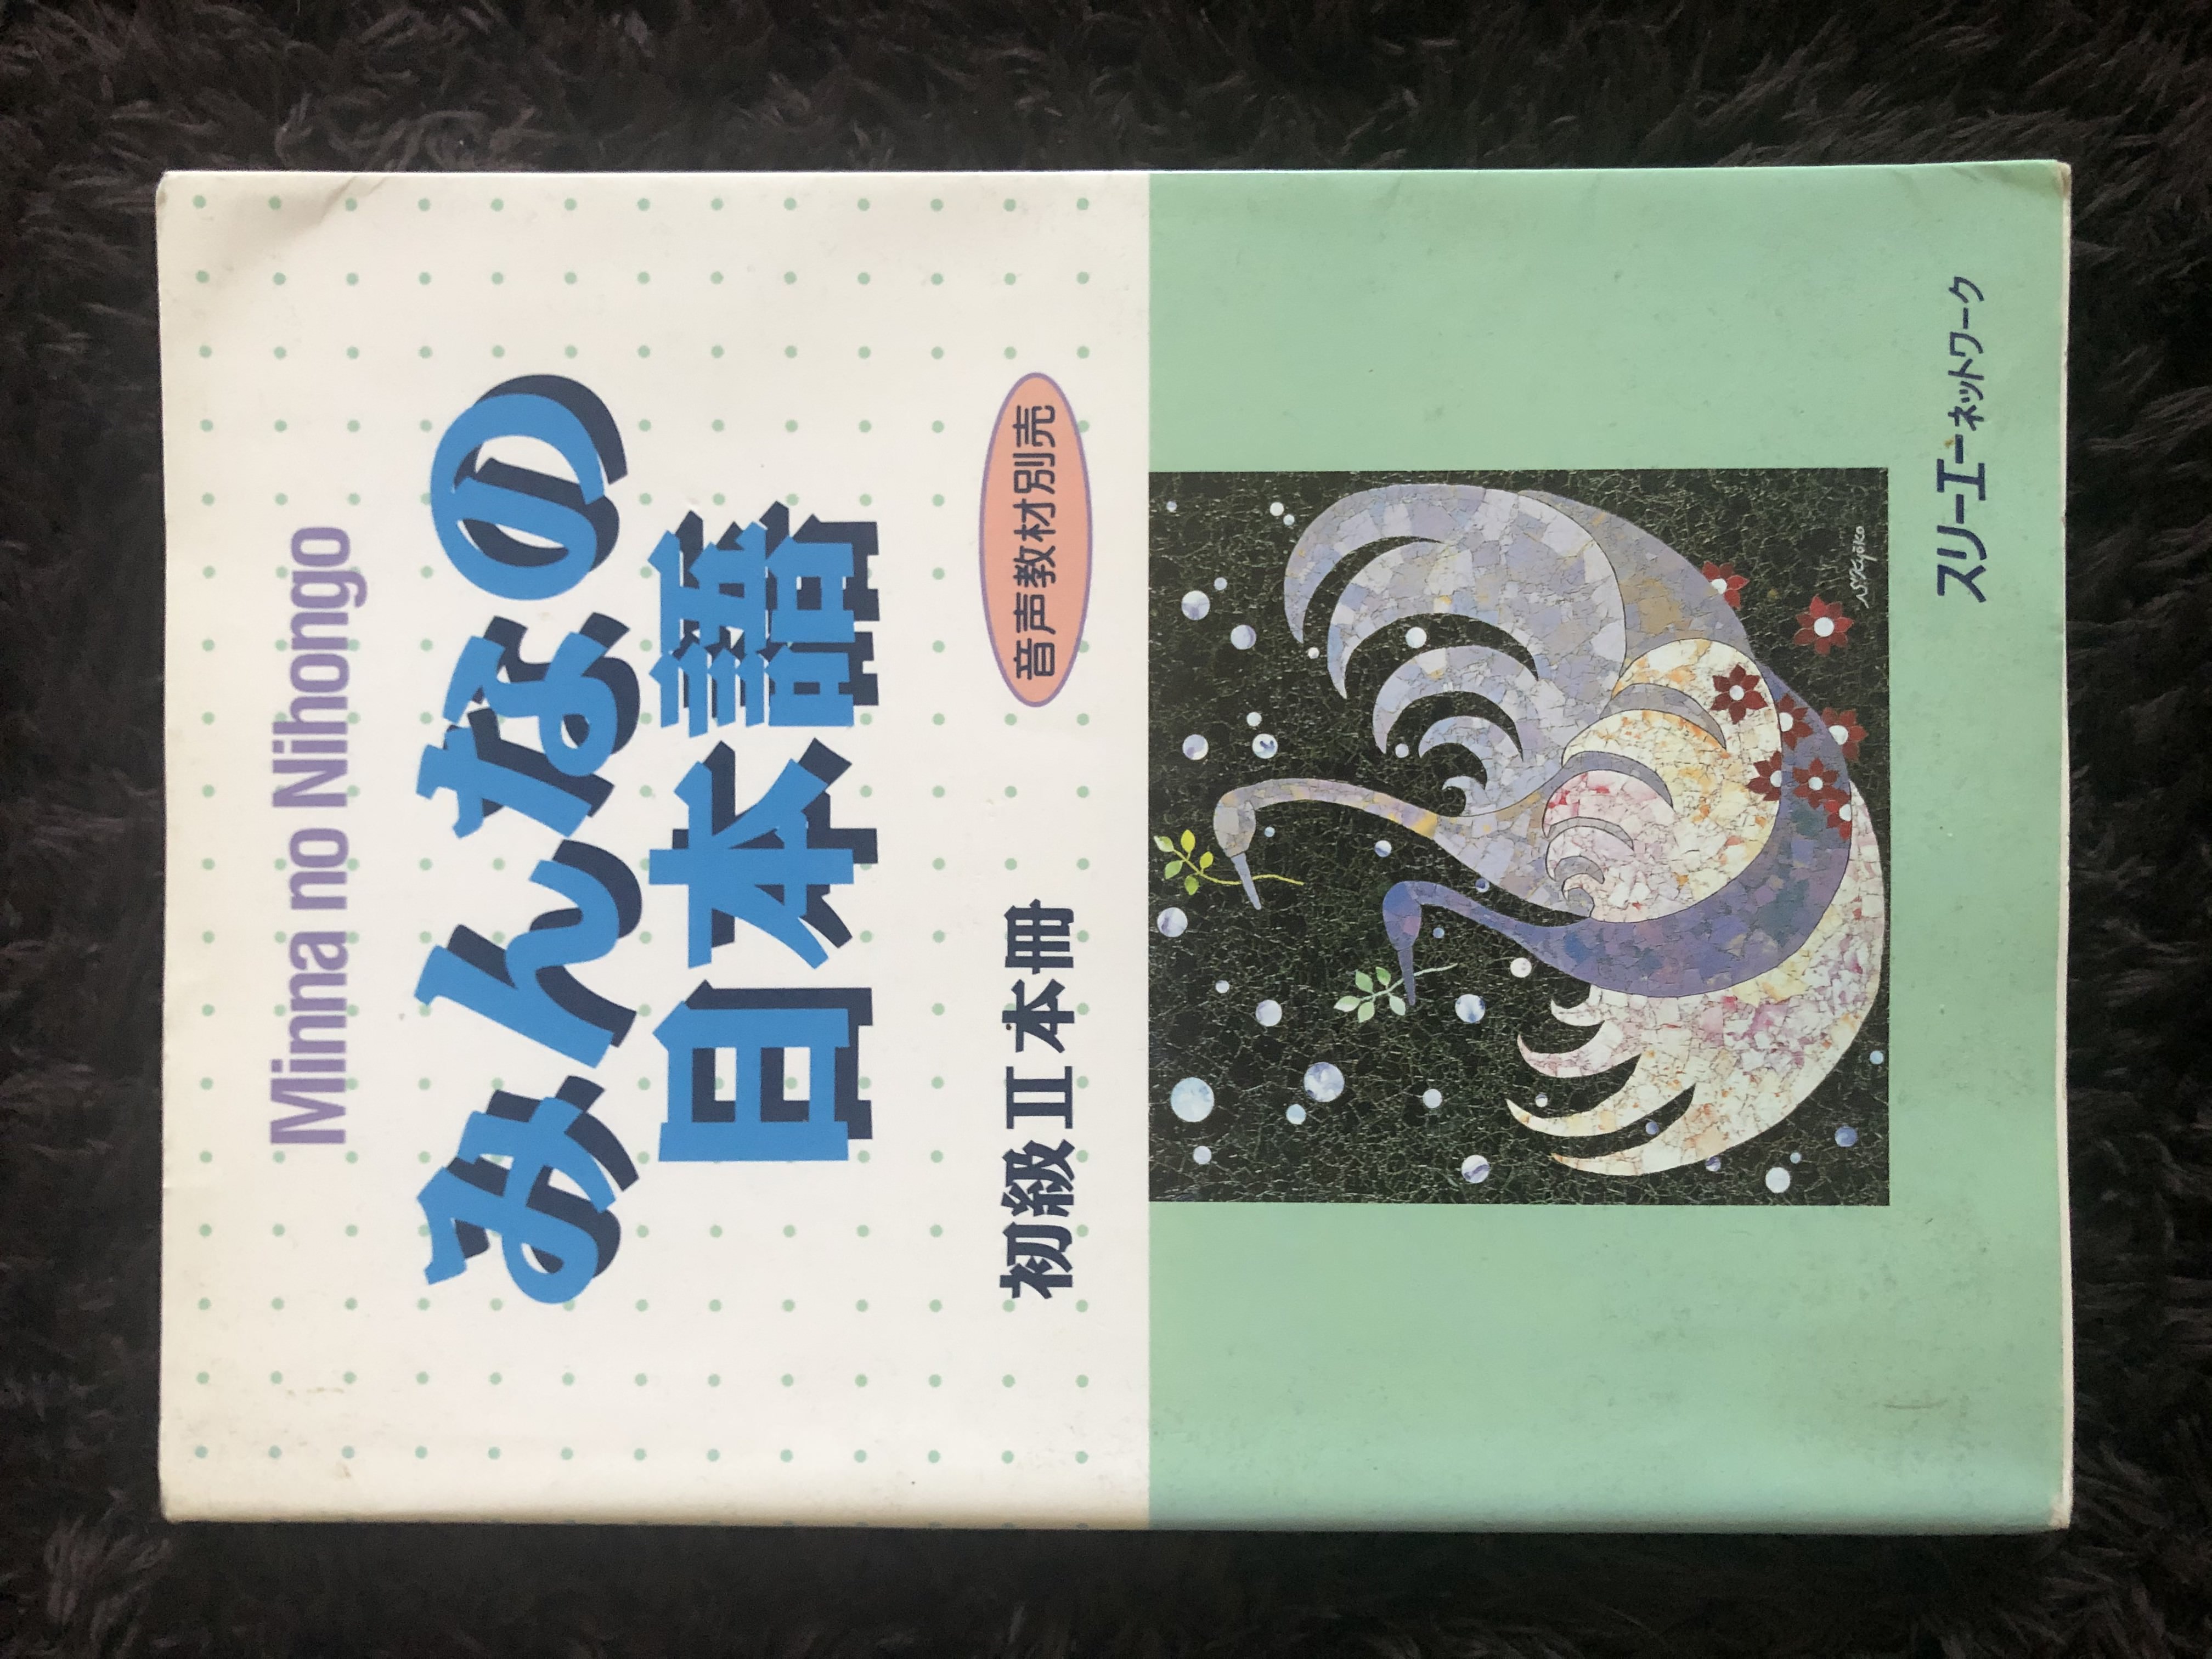 Minna no Nihongo
みんなの
日本語
初級Ⅱ本冊
音声教材別売
S.Kyōko
スリーエーネットワーク